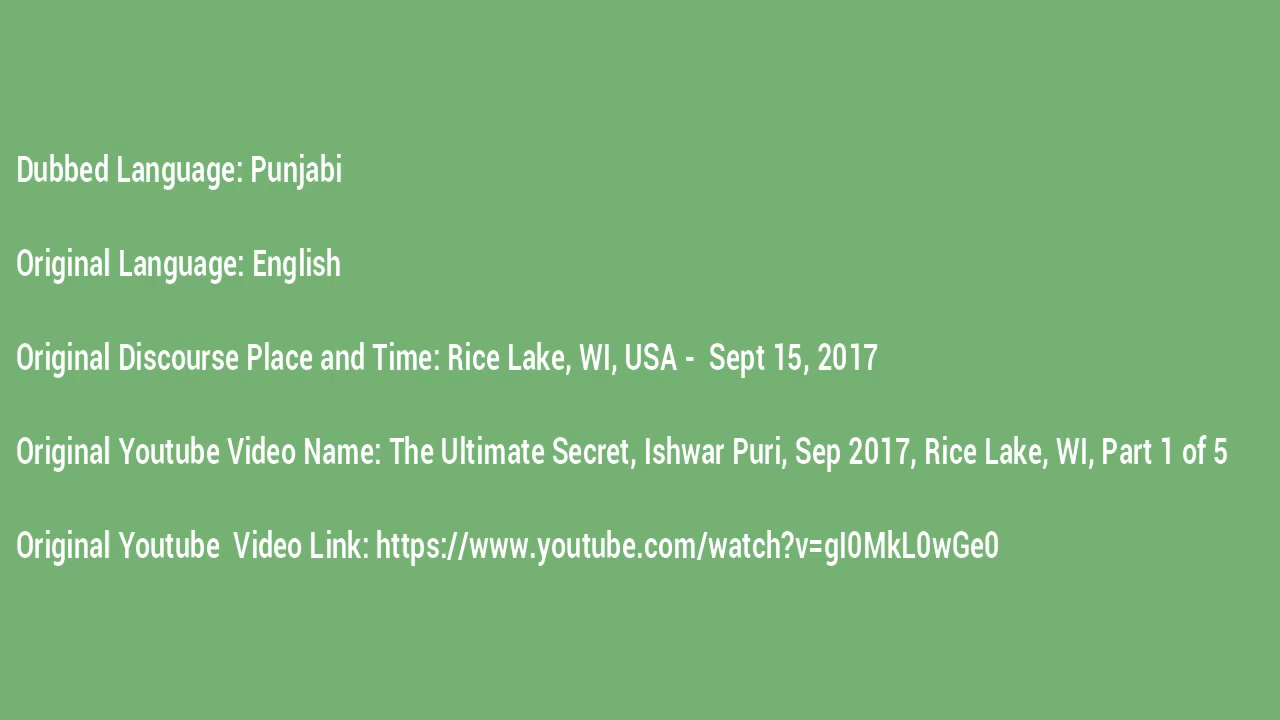 Dubbed Language: Punjabi
Original Language: English
Original Discourse Place and Time: Rice Lake, WI, USA -  Sept 15, 2017
Original Youtube Video Name: The Ultimate Secret, Ishwar Puri, Sep 2017, Rice Lake, WI, Part 1 of 5
Original Youtube  Video Link: https://www.youtube.com/watch?v=gI0MkL0wGe0